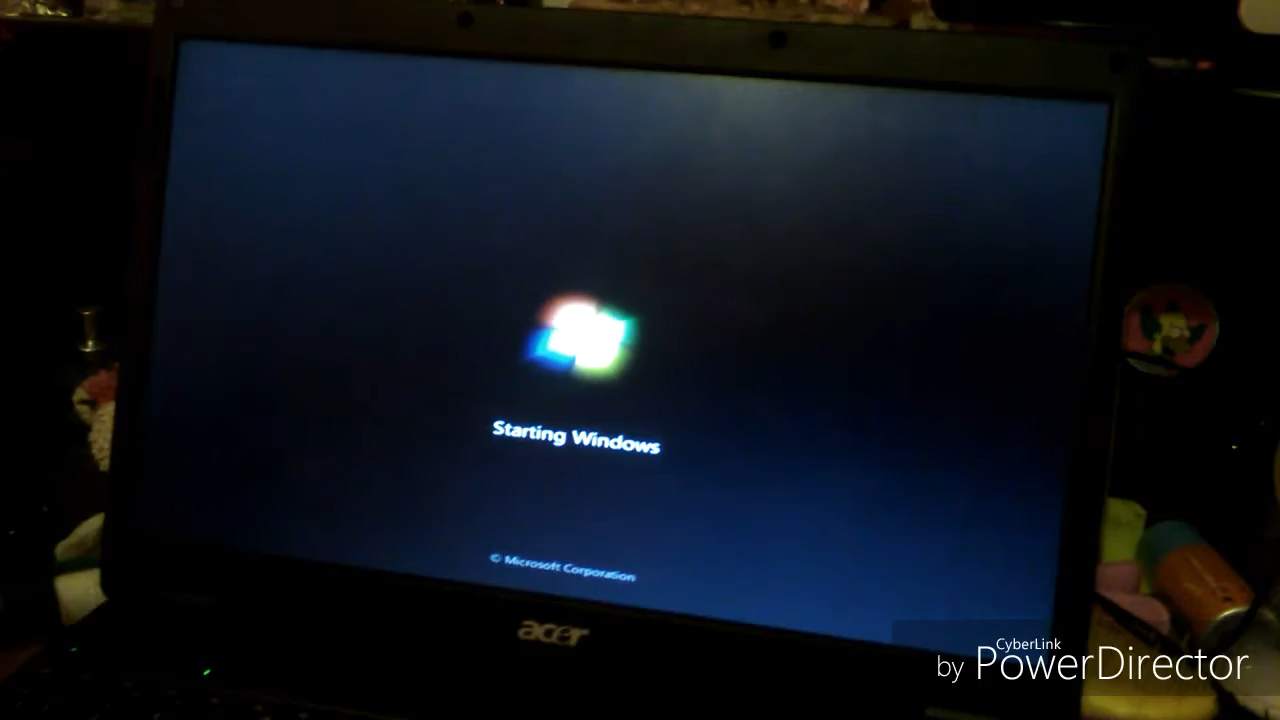 Starting Windows
© Microsoft Corporation
acer
CyberLink
by PowerDirector